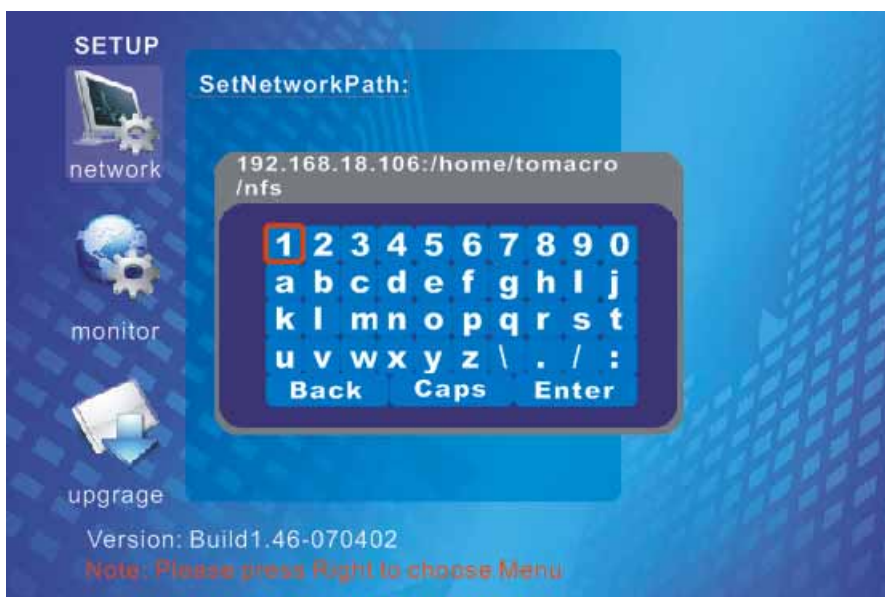 SETUP
network
monitor
upgrage
SetNetworkPath:
192.168.18.106:/home/tomacro
/nfs
1 2 3 4 5 6 7 8 9 0
a b c d e f g h I j
k l m n o p q r s t
u v w x y z \ . / :
Back Caps Enter
Version: Build1.46-070402
Note: Please press Right to choose Menu